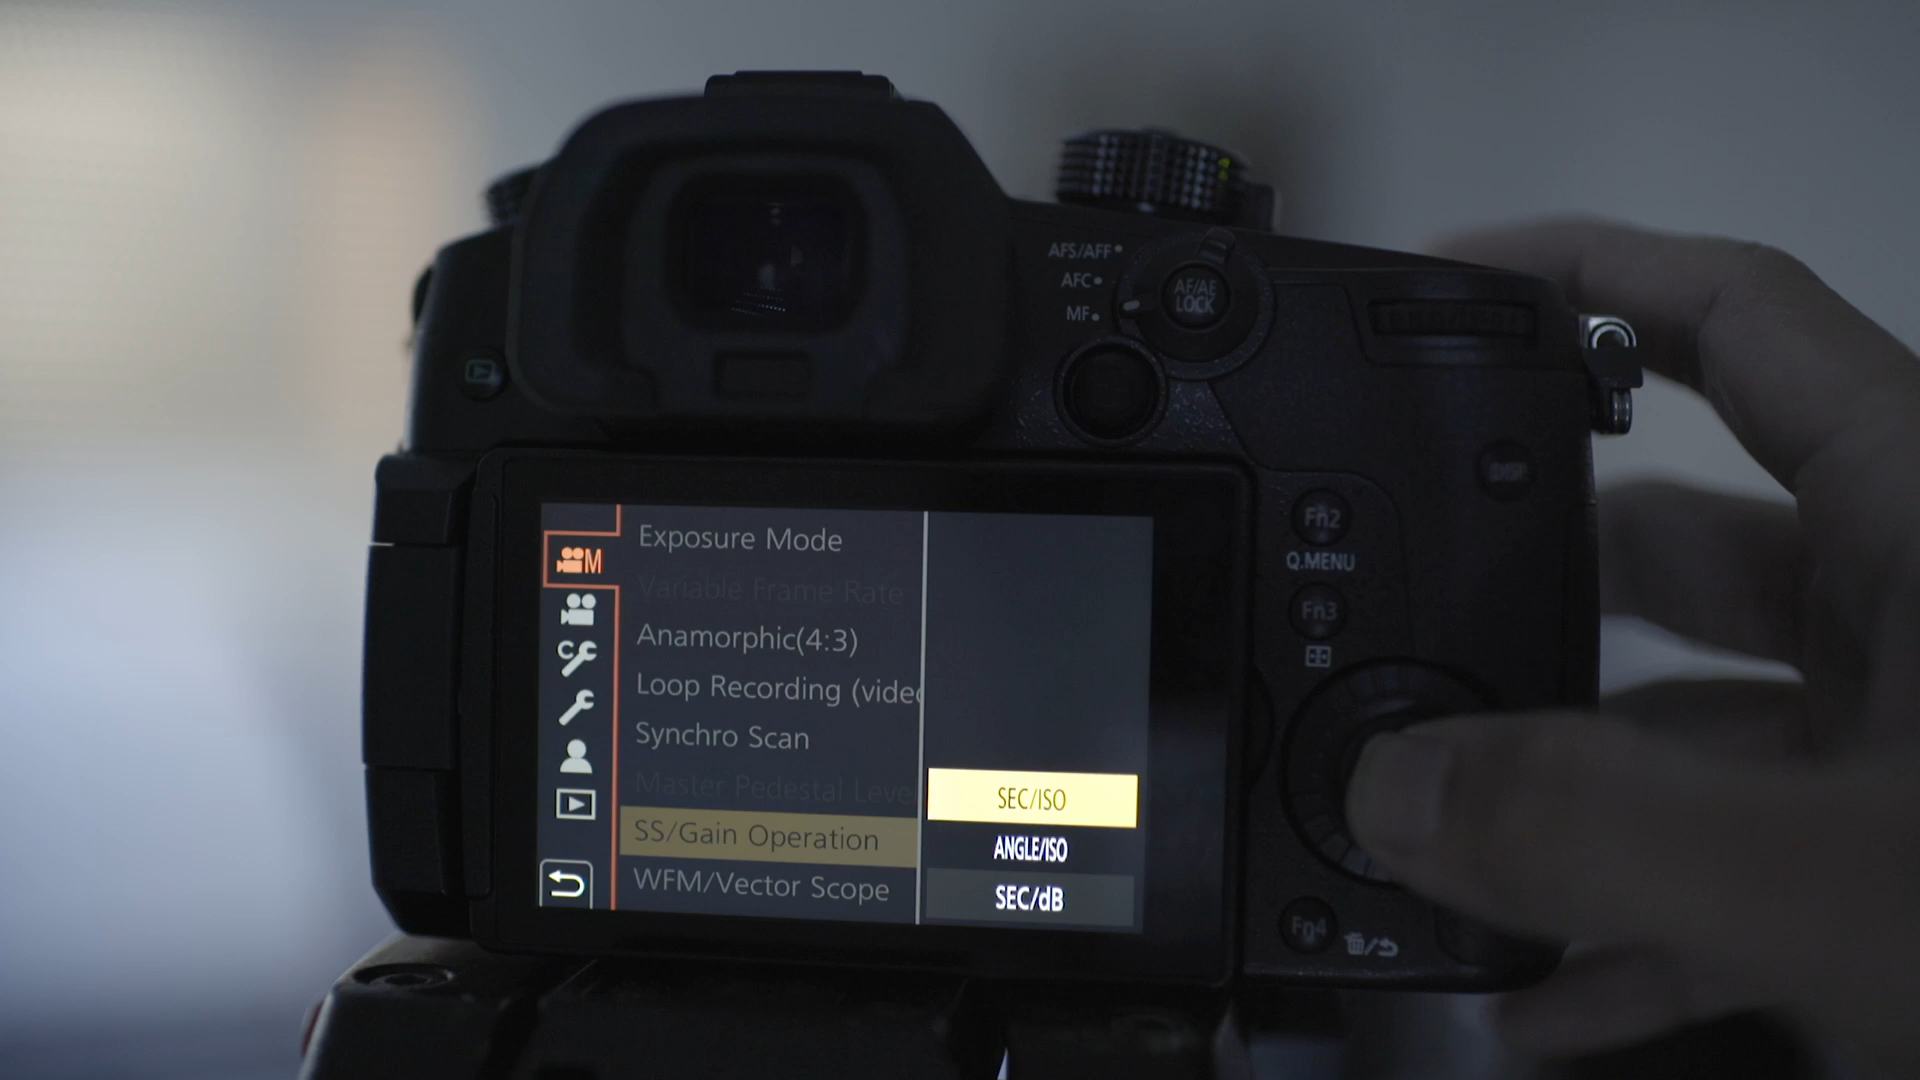 AFS/AFF
AFC
MF
AF/AE
LOCK
DISP.
Fn2
Q.MENU
Fn3
Fn4
M
Exposure Mode
Variable Frame Rate
Anamorphic(4:3)
Loop Recording (video
Synchro Scan
Master Pedestal Leve
SS/Gain Operation
WFM/Vector Scope
C
SEC/ISO
ANGLE/ISO
SEC/dB